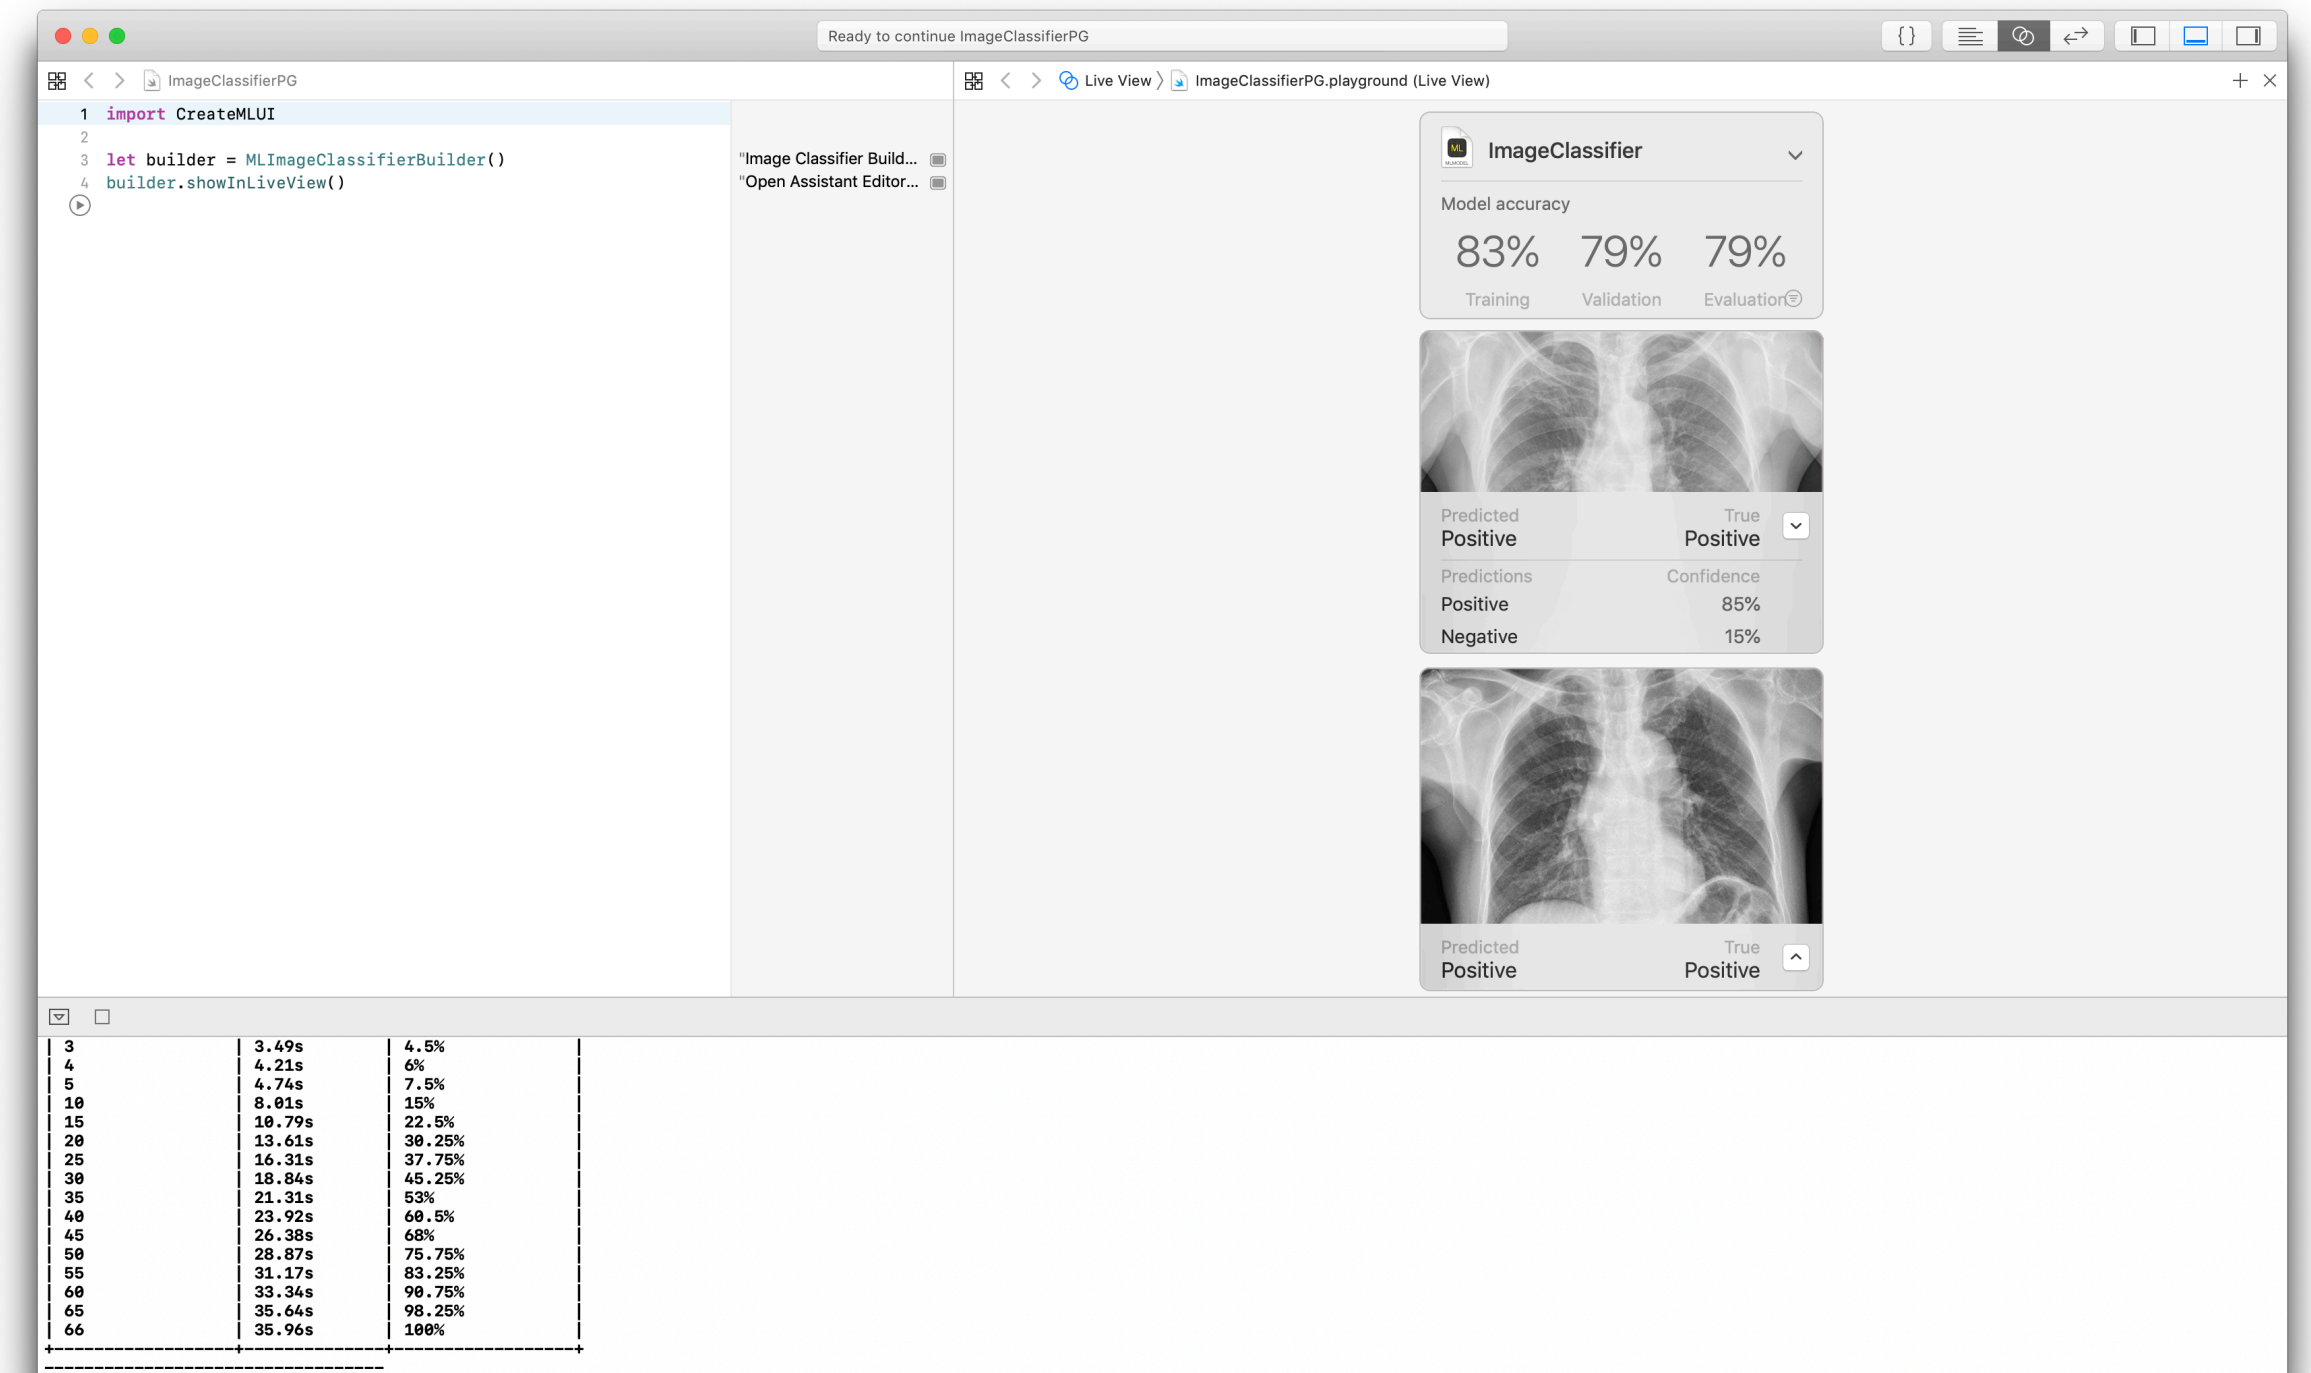 Ready to continue ImageClassifierPG
{ }
ImageClassifierPG
Live View 〉 ImageClassifierPG.playground (Live View)
1 import CreateMLUI
2
3 let builder = MLImageClassifierBuilder()
4 builder.showInLiveView()
"Image Classifier Build...
"Open Assistant Editor...
ML
MLMODEL
ImageClassifier
Model accuracy
83% 79% 79%
Training Validation Evaluation
Predicted True
Positive Positive
Predictions Confidence
Positive 85%
Negative 15%
Predicted True
Positive Positive
| 3 | 3.49s | 4.5% |
| 4 | 4.21s | 6% |
| 5 | 4.74s | 7.5% |
| 10 | 8.01s | 15% |
| 15 | 10.79s | 22.5% |
| 20 | 13.61s | 30.25% |
| 25 | 16.31s | 37.75% |
| 30 | 18.84s | 45.25% |
| 35 | 21.31s | 53% |
| 40 | 23.92s | 60.5% |
| 45 | 26.38s | 68% |
| 50 | 28.87s | 75.75% |
| 55 | 31.17s | 83.25% |
| 60 | 33.34s | 90.75% |
| 65 | 35.64s | 98.25% |
| 66 | 35.96s | 100% |
+------------------+--------------+------------------+
----------------------------------